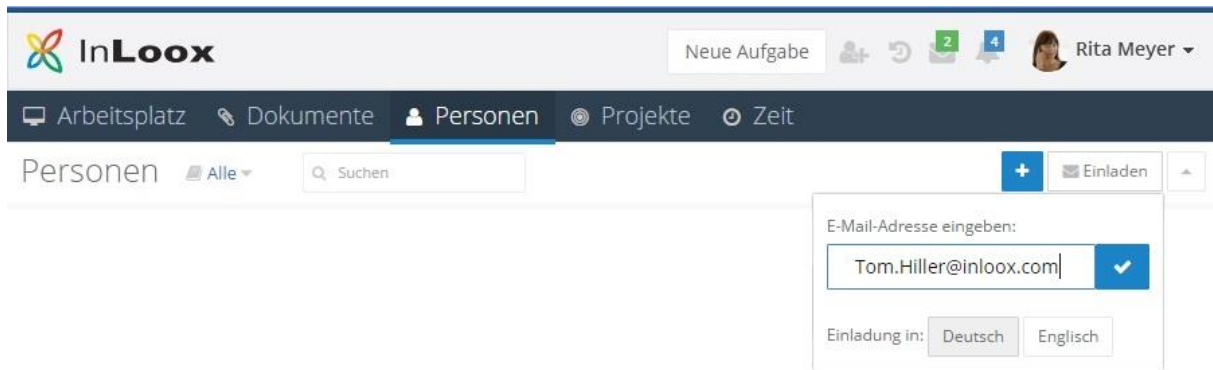 InLoox Neue Aufgabe 2 4 Rita Meyer
Arbeitsplatz Dokumente Personen Projekte Zeit
Personen Alle Suchen Einladen
E-Mail-Adresse eingeben:
Tom.Hiller@inloox.com
Einladung in: Deutsch Englisch